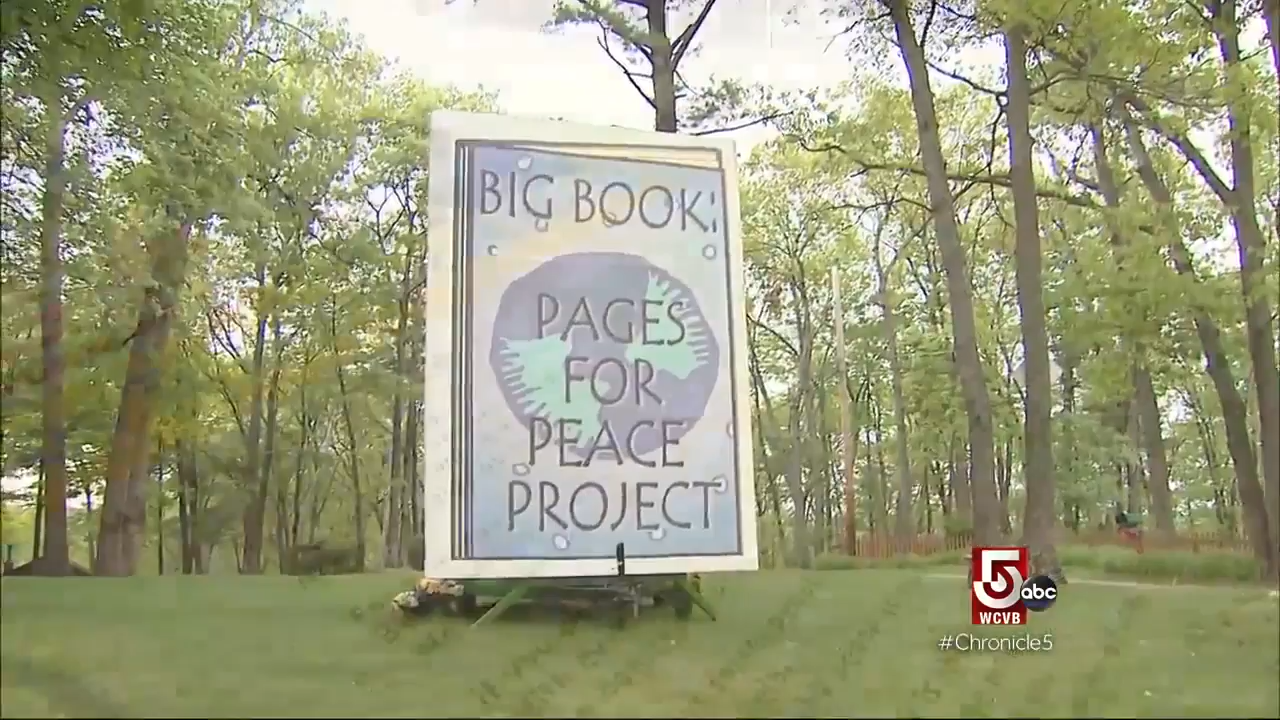 BIG BOOK:
PAGES
FOR
PEACE
PROJECT
5
abc
WCVB
#Chronicle5